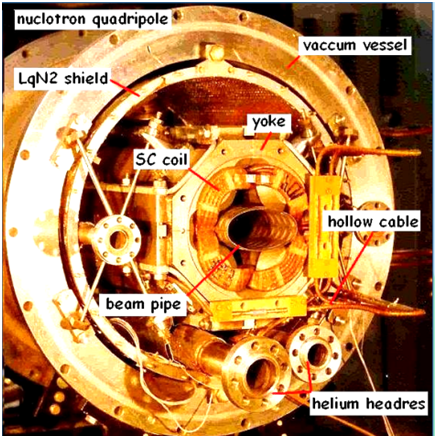 nuclotron quadripole
vaccum vessel
LqN2 shield
yoke
SC coil
hollow cable
beam pipe
helium headres